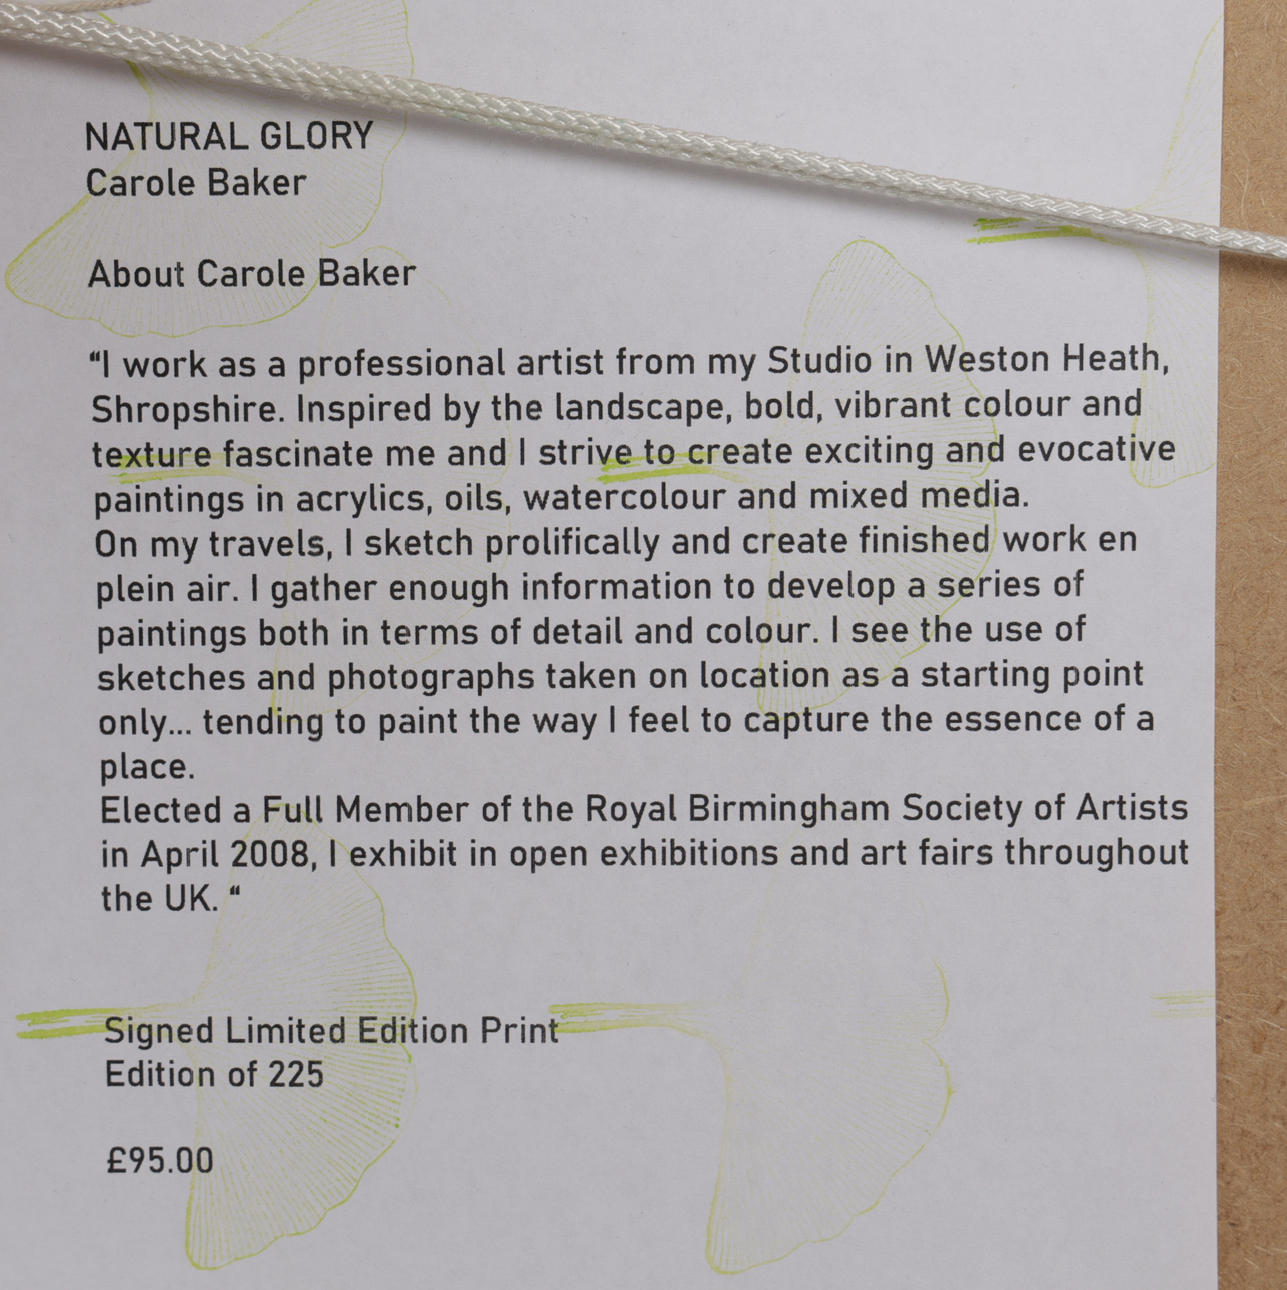 NATURAL GLORY
Carole Baker
About Carole Baker
“I work as a professional artist from my Studio in Weston Heath,
Shropshire. Inspired by the landscape, bold, vibrant colour and
texture fascinate me and I strive to create exciting and evocative
paintings in acrylics, oils, watercolour and mixed media.
On my travels, I sketch prolifically and create finished work en
plein air. I gather enough information to develop a series of
paintings both in terms of detail and colour. I see the use of
sketches and photographs taken on location as a starting point
only... tending to paint the way I feel to capture the essence of a
place.
Elected a Full Member of the Royal Birmingham Society of Artists
in April 2008, I exhibit in open exhibitions and art fairs throughout
the UK. “
Signed Limited Edition Print
Edition of 225
£95.00